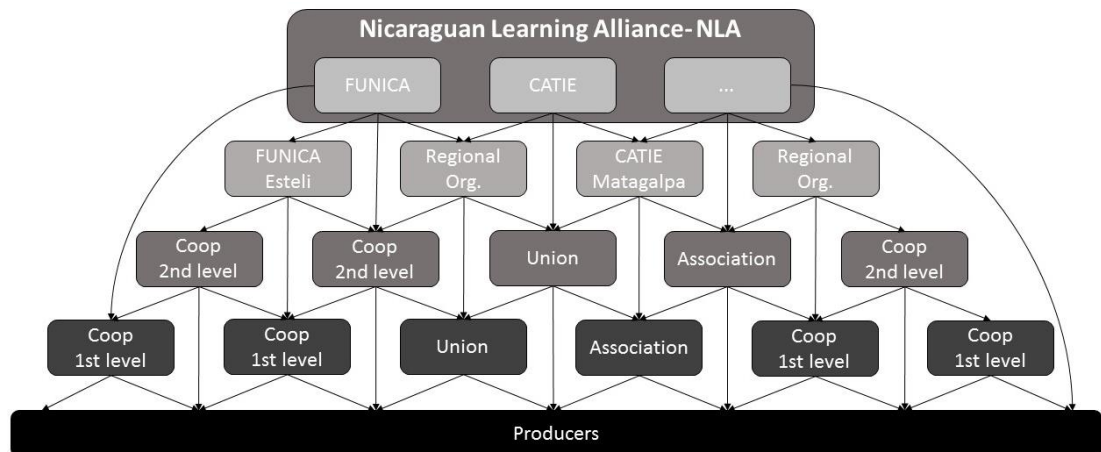 Nicaraguan Learning Alliance- NLA
FUNICA
CATIE
...
FUNICA
Esteli
Regional
Org.
CATIE
Matagalpa
Regional
Org.
Coop
2nd level
Coop
2nd level
Union
Association
Coop
2nd level
Coop
1st level
Coop
1st level
Union
Association
Coop
1st level
Coop
1st level
Producers